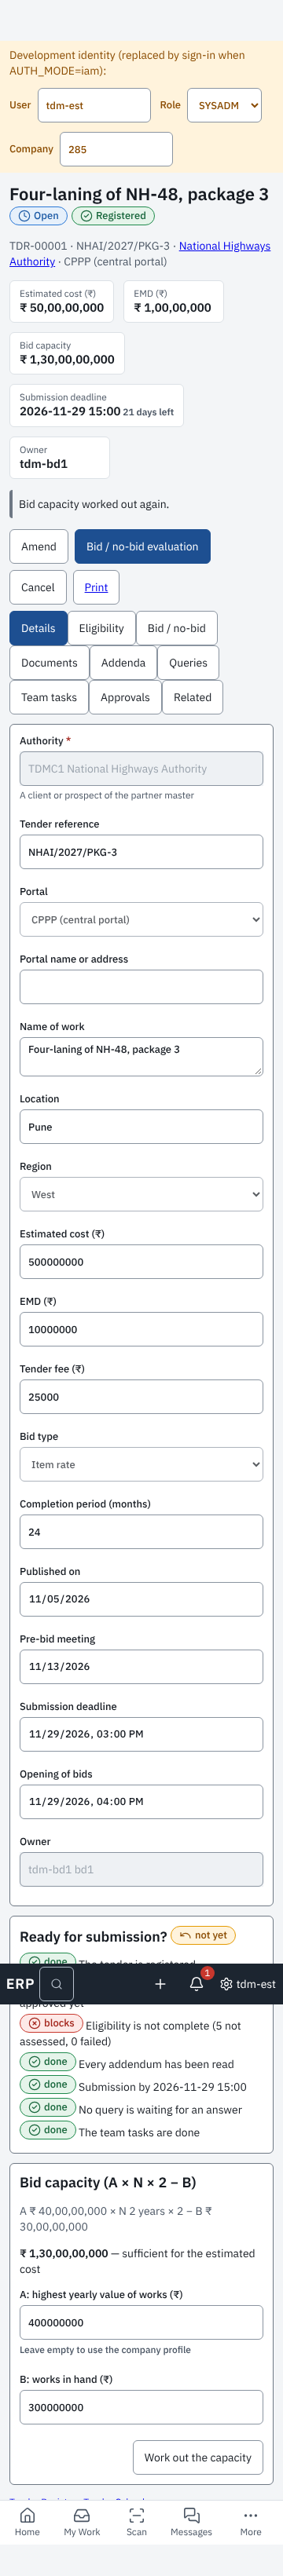 Development identity (replaced by sign-in when
AUTH_MODE=iam):
User tdm-est Role SYSADM
Company 285
Four-laning of NH-48, package 3
Open Registered
TDR-00001 · NHAI/2027/PKG-3 · National Highways
Authority · CPPP (central portal)
Estimated cost (₹)
₹ 50,00,00,000
EMD (₹)
₹ 1,00,00,000
Bid capacity
₹ 1,30,00,00,000
Submission deadline
2026-11-29 15:00 21 days left
Owner
tdm-bd1
Bid capacity worked out again.
Amend Bid / no-bid evaluation
Cancel Print
Details Eligibility Bid / no-bid
Documents Addenda Queries
Team tasks Approvals Related
Authority *
TDMC1 National Highways Authority
A client or prospect of the partner master
Tender reference
NHAI/2027/PKG-3
Portal
CPPP (central portal)
Portal name or address
Name of work
Four-laning of NH-48, package 3
Location
Pune
Region
West
Estimated cost (₹)
500000000
EMD (₹)
10000000
Tender fee (₹)
25000
Bid type
Item rate
Completion period (months)
24
Published on
11/05/2026
Pre-bid meeting
11/13/2026
Submission deadline
11/29/2026, 03:00 PM
Opening of bids
11/29/2026, 04:00 PM
Owner
tdm-bd1 bd1
Ready for submission? not yet
ERP 1 tdm-est
blocks Eligibility is not complete (5 not
assessed, 0 failed)
done Every addendum has been read
done Submission by 2026-11-29 15:00
done No query is waiting for an answer
done The team tasks are done
Bid capacity (A × N × 2 − B)
A ₹ 40,00,00,000 × N 2 years × 2 − B ₹
30,00,00,000
₹ 1,30,00,00,000 — sufficient for the estimated
cost
A: highest yearly value of works (₹)
400000000
Leave empty to use the company profile
B: works in hand (₹)
300000000
Work out the capacity
Home My Work Scan Messages More